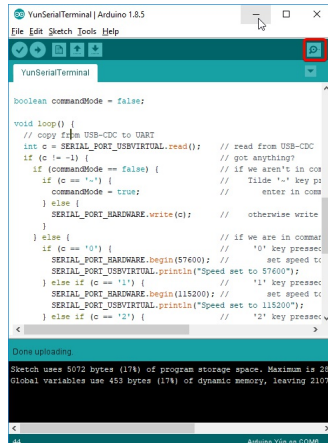 YunSerialTerminal | Arduino 1.8.5
File Edit Sketch Tools Help
YunSerialTerminal
boolean commandMode = false;
void loop() {
// copy from USB-CDC to UART
int c = SERIAL_PORT_USBVIRTUAL.read(); // read from USB-CDC
if (c != -1) { // got anything?
if (commandMode == false) { // if we aren't in com
if (c == '~') { // Tilde '~' key pr
commandMode = true; // enter in comm
} else {
SERIAL_PORT_HARDWARE.write(c); // otherwise write
}
} else { // if we are in comman
if (c == '0') { // '0' key pressed
SERIAL_PORT_HARDWARE.begin(57600); // set speed to
SERIAL_PORT_USBVIRTUAL.println("Speed set to 57600");
} else if (c == '1') { // '1' key pressed
SERIAL_PORT_HARDWARE.begin(115200); // set speed to
SERIAL_PORT_USBVIRTUAL.println("Speed set to 115200");
} else if (c == '2') { // '2' key pressed
Done uploading.
Sketch uses 5072 bytes (17%) of program storage space. Maximum is 28
Global variables use 453 bytes (17%) of dynamic memory, leaving 2107
44 Arduino Yún on COM6